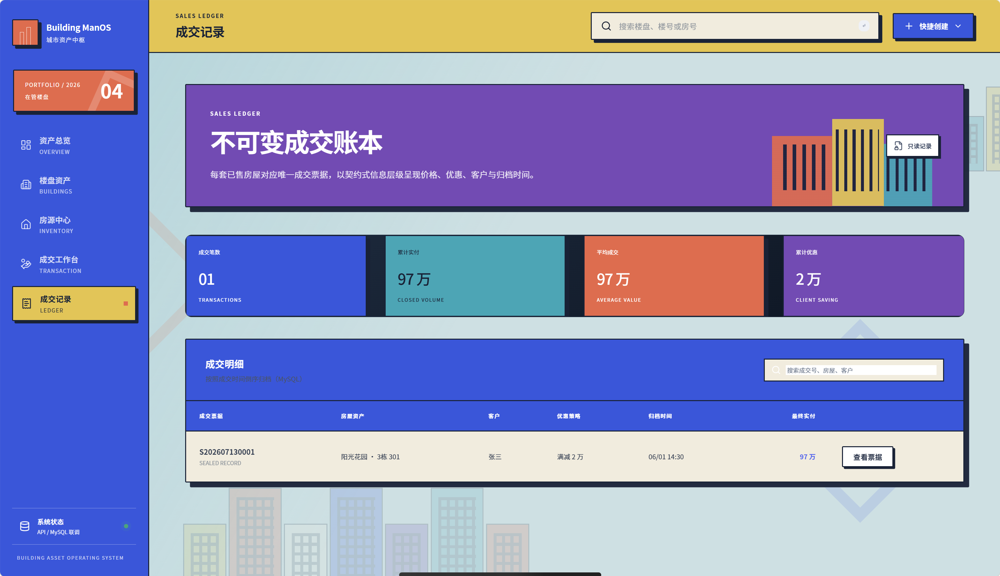 Building ManOS
城市资产中枢
PORTFOLIO / 2026
在管楼盘
04
资产总览
OVERVIEW
楼盘资产
BUILDINGS
房源中心
INVENTORY
成交工作台
TRANSACTION
成交记录
LEDGER
系统状态
API / MySQL 联调
BUILDING ASSET OPERATING SYSTEM
SALES LEDGER
成交记录
搜索楼盘、楼号或房号
↵
快捷创建
SALES LEDGER
不可变成交账本
每套已售房屋对应唯一成交票据，以契约式信息层级呈现价格、优惠、客户与归档时间。
只读记录
成交笔数
01
TRANSACTIONS
累计实付
97 万
CLOSED VOLUME
平均成交
97 万
AVERAGE VALUE
累计优惠
2 万
CLIENT SAVING
成交明细
按照成交时间倒序归档（MySQL）
搜索成交号、房屋、客户
成交票据 房屋资产 客户 优惠策略 归档时间 最终实付
S202607130001
SEALED RECORD
阳光花园 · 3栋 301 张三 满减 2 万 06/01 14:30 97 万 查看票据